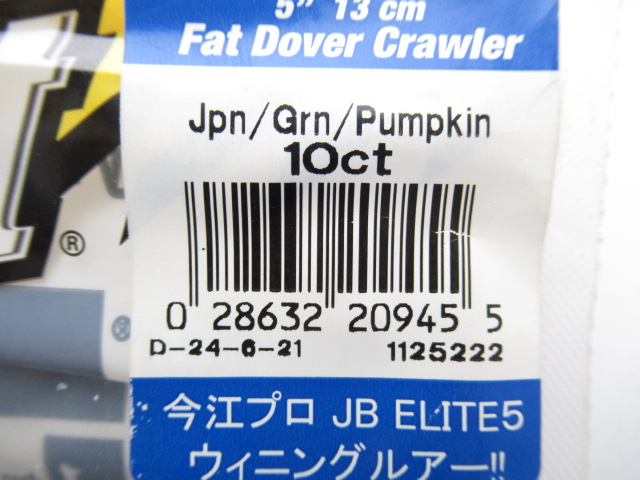 5" 13 cm
Fat Dover Crawler
Jpn/Grn/Pumpkin
10ct
®
0 28632 20945 5
D-24-6-21 1125222
今江プロ JB ELITE5
ウィニングルアー!!